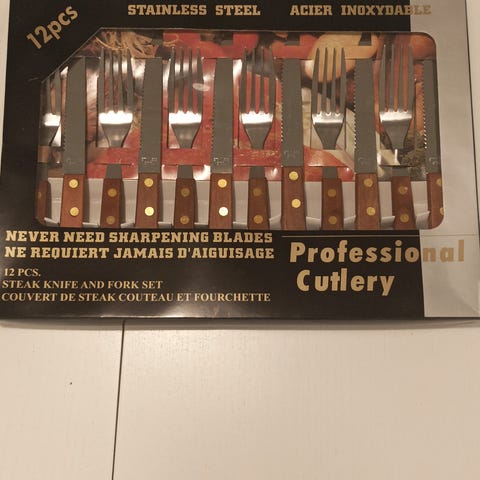 12pcs
STAINLESS STEEL ACIER INOXYDABLE
NEVER NEED SHARPENING BLADES
NE REQUIERT JAMAIS D'AIGUISAGE
12 PCS.
STEAK KNIFE AND FORK SET
COUVERT DE STEAK COUTEAU ET FOURCHETTE
Professional
Cutlery